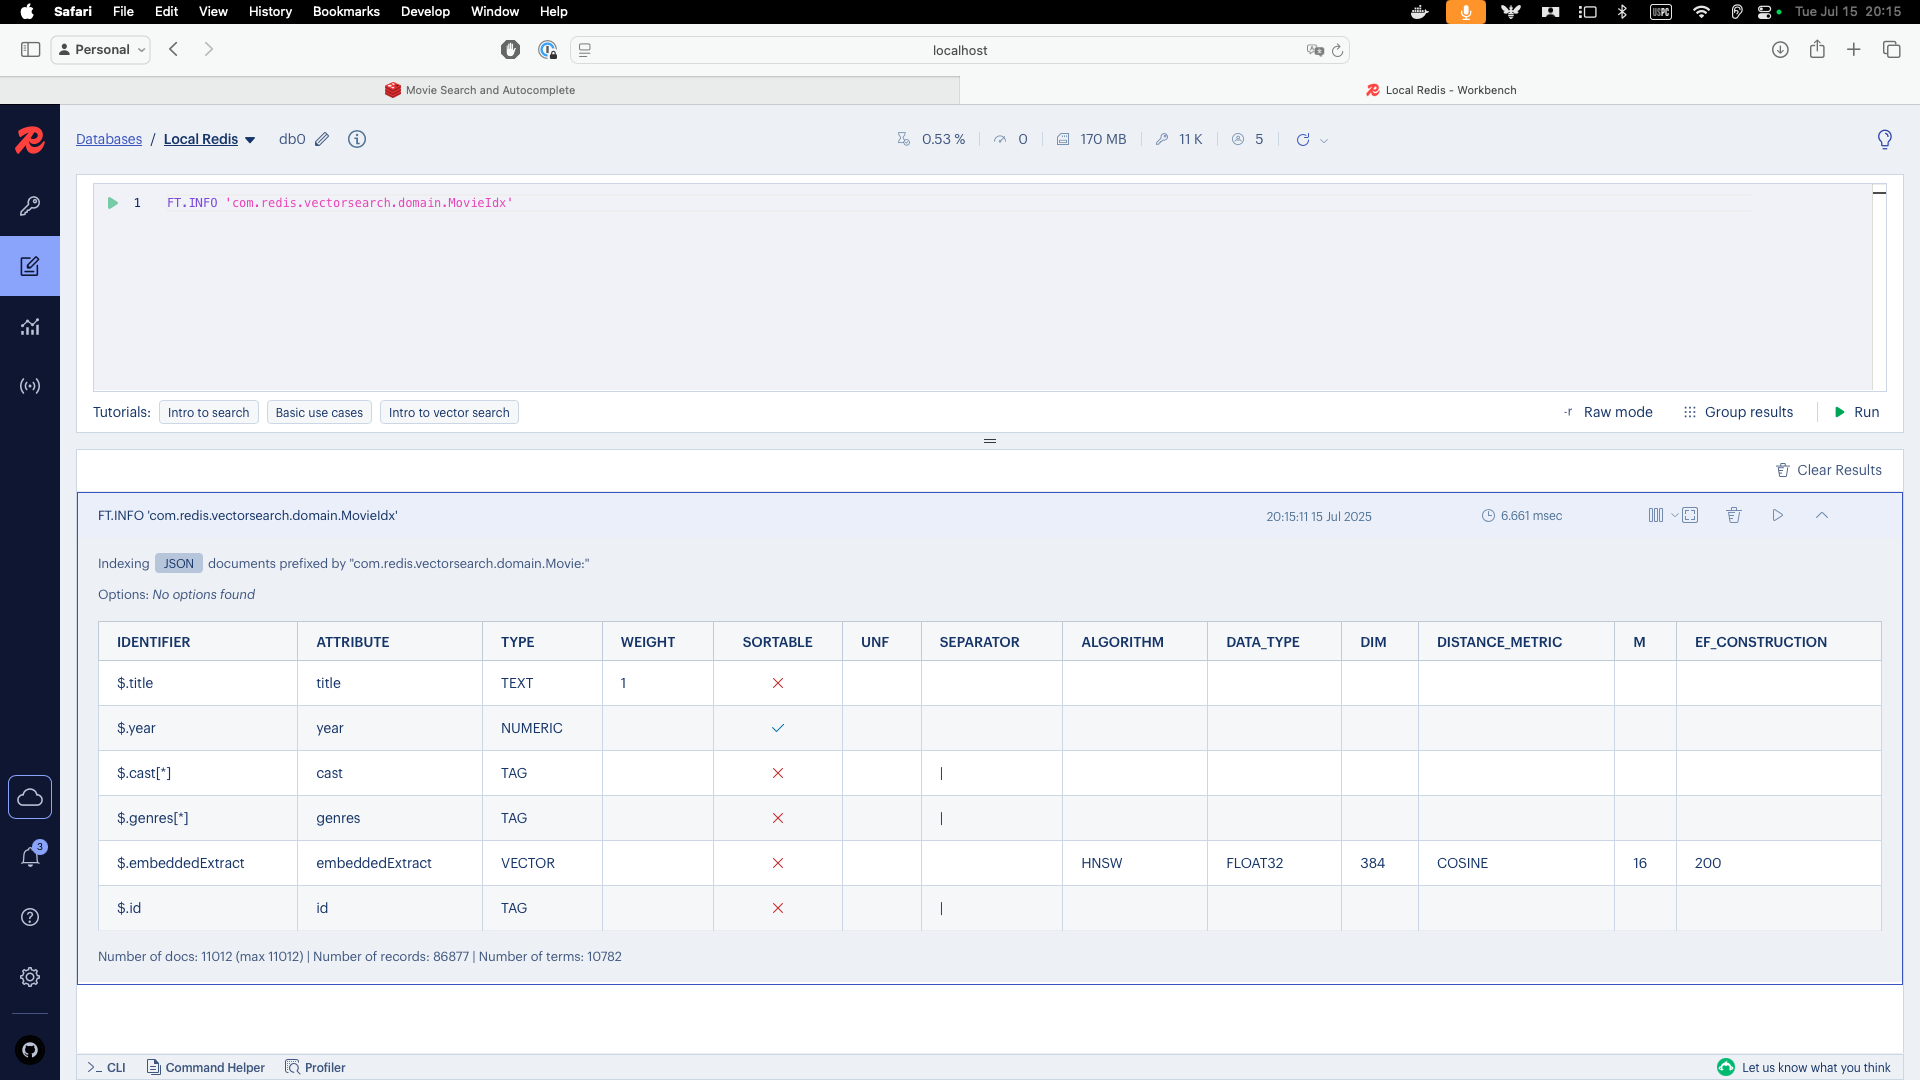 Safari File Edit View History Bookmarks Develop Window Help USPC Tue Jul 15 20:15
Personal localhost
Movie Search and Autocomplete Local Redis - Workbench
Databases / Local Redis db0 0.53 % 0 170 MB 11 K 5
1 FT.INFO 'com.redis.vectorsearch.domain.MovieIdx'
Tutorials: Intro to search Basic use cases Intro to vector search -r Raw mode Group results Run
Clear Results
FT.INFO 'com.redis.vectorsearch.domain.MovieIdx' 20:15:11 15 Jul 2025 6.661 msec
Indexing JSON documents prefixed by "com.redis.vectorsearch.domain.Movie:"
Options: No options found
IDENTIFIER ATTRIBUTE TYPE WEIGHT SORTABLE UNF SEPARATOR ALGORITHM DATA_TYPE DIM DISTANCE_METRIC M EF_CONSTRUCTION
$.title title TEXT 1
$.year year NUMERIC
$.cast[*] cast TAG |
$.genres[*] genres TAG |
$.embeddedExtract embeddedExtract VECTOR HNSW FLOAT32 384 COSINE 16 200
3
$.id id TAG |
Number of docs: 11012 (max 11012) | Number of records: 86877 | Number of terms: 10782
>_ CLI Command Helper Profiler Let us know what you think